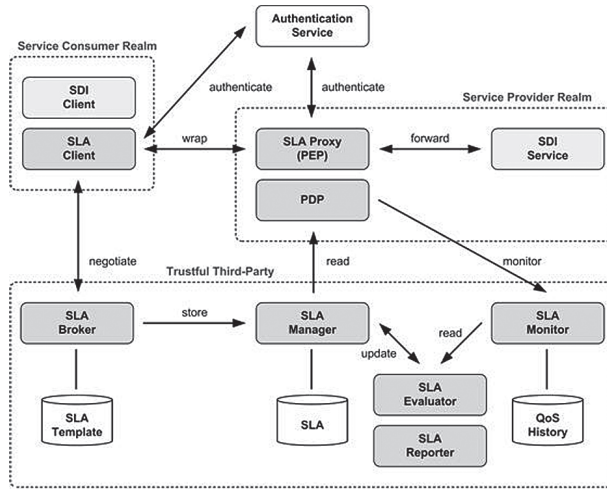 Authentication
Service
Service Consumer Realm
SDI
Client
authenticate
authenticate
Service Provider Realm
SLA
Client
wrap
SLA Proxy
(PEP)
forward
SDI
Service
PDP
negotiate
Trustful Third-Party
read
monitor
SLA
Broker
store
SLA
Manager
update
read
SLA
Monitor
SLA
Evaluator
SLA
Template
SLA
QoS
History
SLA
Reporter